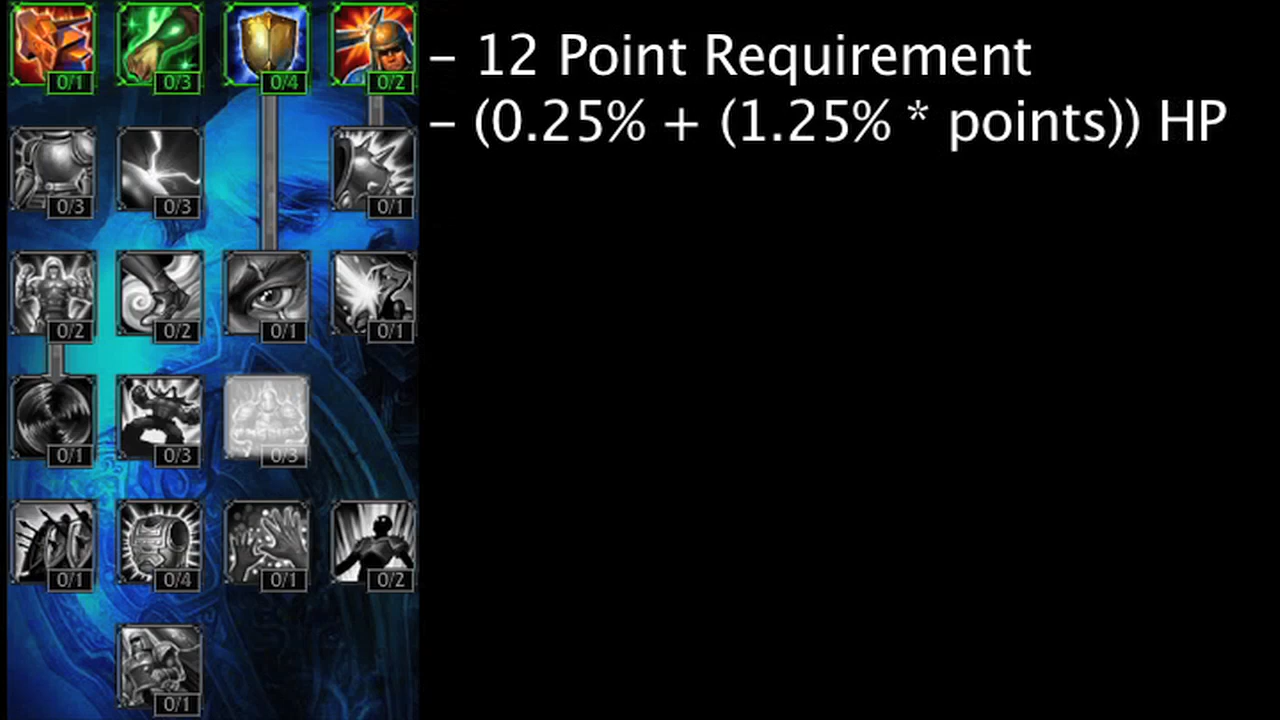 0/1 0/3 0/4 0/2
– 12 Point Requirement
– (0.25% + (1.25% * points)) HP
0/3 0/3 0/1
0/2 0/2 0/1 0/1
0/1 0/3 0/3
0/1 0/4 0/1 0/2
0/1